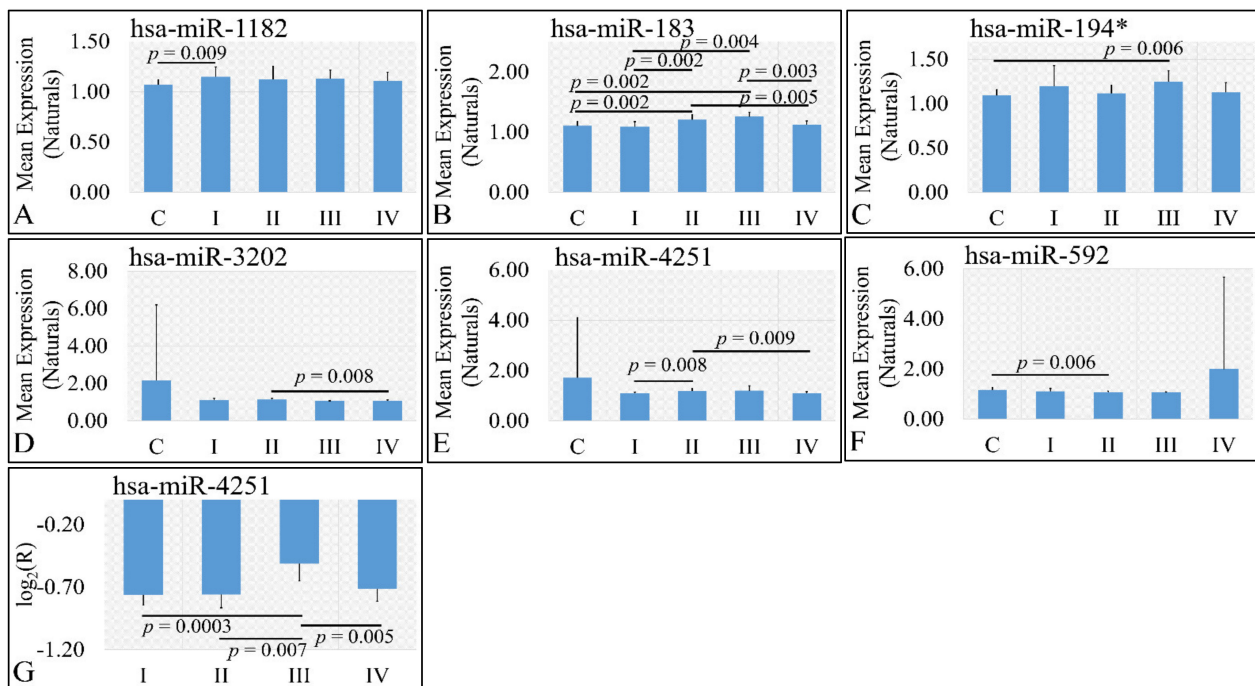 hsa-miR-1182
Mean Expression
(Naturals)
1.50
1.00
0.50
0.00
p = 0.009
C I II III IV
A
hsa-miR-183
Mean Expression
(Naturals)
2.00
1.00
0.00
p = 0.004
p = 0.002
p = 0.003
p = 0.002
p = 0.002
p = 0.005
C I II III IV
B
hsa-miR-194*
Mean Expression
(Naturals)
1.50
1.00
0.50
0.00
p = 0.006
C I II III IV
C
hsa-miR-3202
Mean Expression
(Naturals)
8.00
6.00
4.00
2.00
0.00
p = 0.008
C I II III IV
D
hsa-miR-4251
Mean Expression
(Naturals)
6.00
4.00
2.00
0.00
p = 0.009
p = 0.008
C I II III IV
E
hsa-miR-592
Mean Expression
(Naturals)
6.00
4.00
2.00
0.00
p = 0.006
C I II III IV
F
hsa-miR-4251
log₂(R)
-0.20
-0.70
-1.20
p = 0.0003
p = 0.005
p = 0.007
I II III IV
G